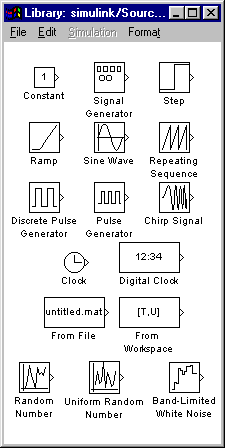 Library: simulink/Sourc...
File Edit Simulation Format
1
Constant
Signal
Generator
Step
Ramp
Sine Wave
Repeating
Sequence
Discrete Pulse
Generator
Pulse
Generator
Chirp Signal
Clock
12:34
Digital Clock
untitled.mat
From File
[T,U]
From
Workspace
Random
Number
Uniform Random
Number
Band-Limited
White Noise